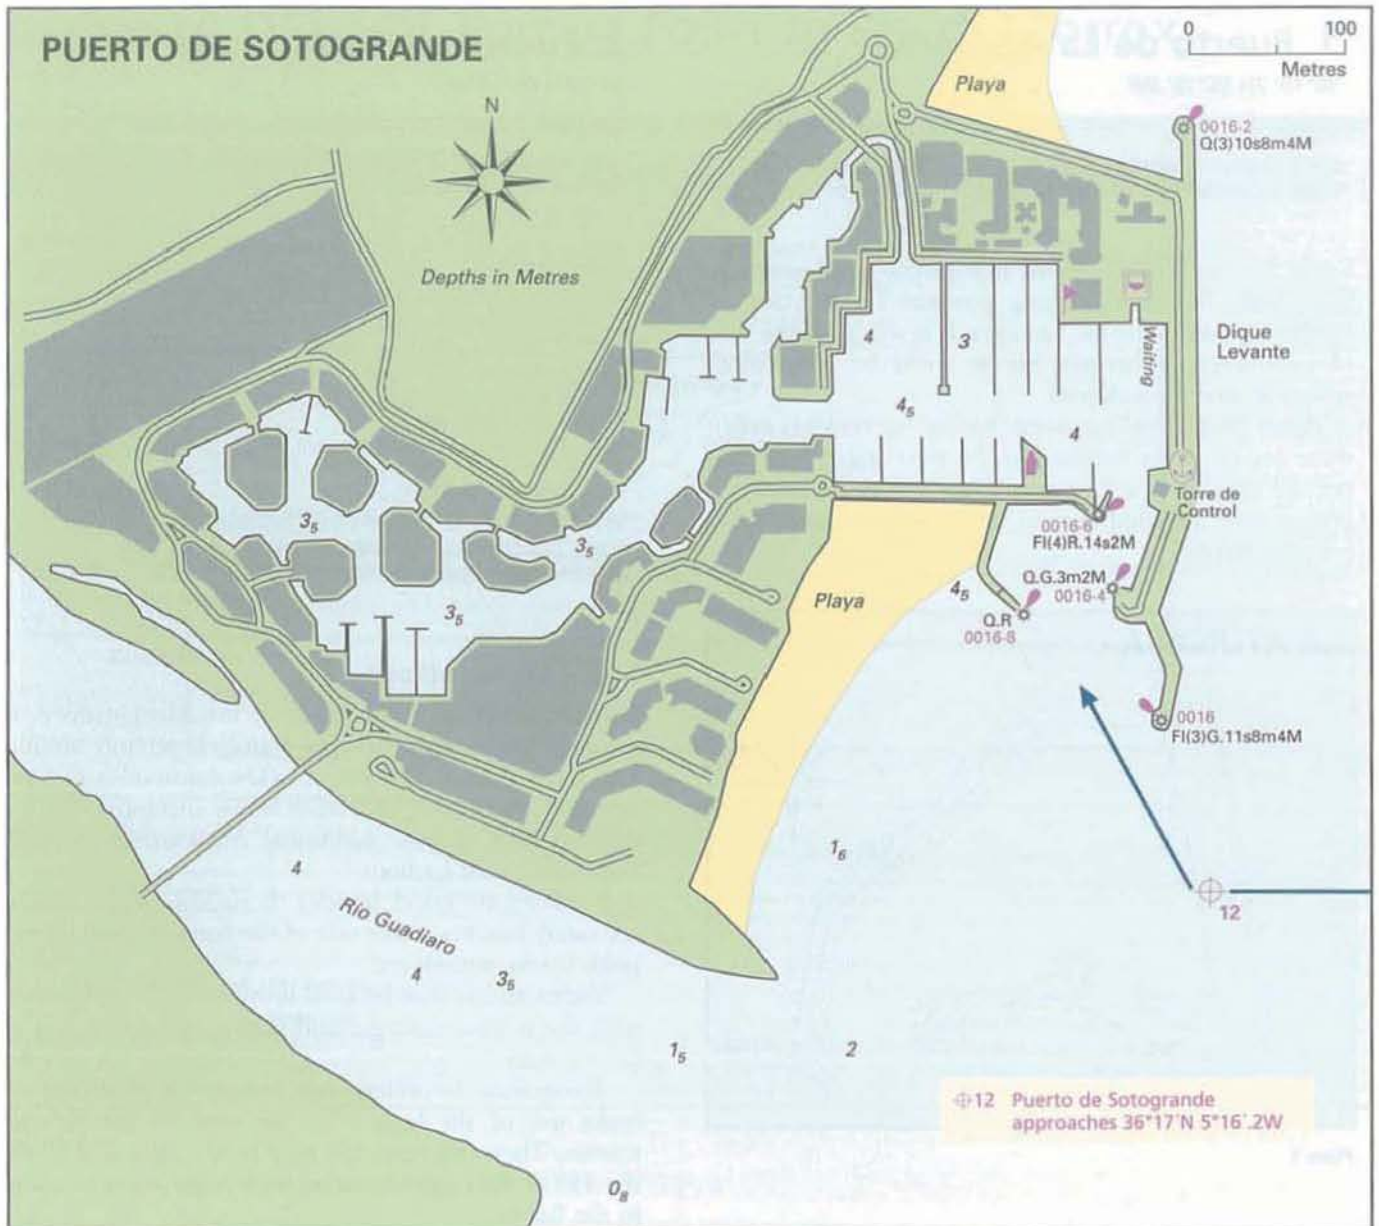 PUERTO DE SOTOGRANDE
0 100
Metres
Playa
0016-2
Q(3)10s8m4M
N
Depths in Metres
Dique
Levante
Waiting
4
3
4₅
4
Torre de
Control
0016-6
Fl(4)R.14s2M
3₅
3₅
3₅
Playa
4₅
Q.G.3m2M
0016-4
Q.R
0016-8
0016
Fl(3)G.11s8m4M
1₆
12
4
Río Guadiaro
4
3₅
1₅
2
12 Puerto de Sotogrande
approaches 36°17´N 5°16´.2W
0₈